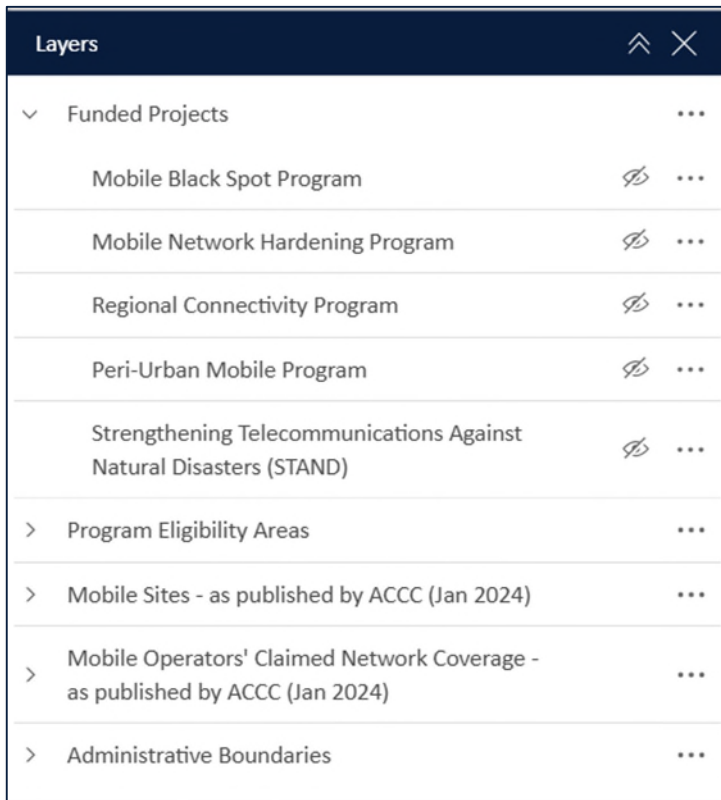 Layers
Funded Projects
Mobile Black Spot Program
Mobile Network Hardening Program
Regional Connectivity Program
Peri-Urban Mobile Program
Strengthening Telecommunications Against
Natural Disasters (STAND)
Program Eligibility Areas
Mobile Sites - as published by ACCC (Jan 2024)
Mobile Operators' Claimed Network Coverage -
as published by ACCC (Jan 2024)
Administrative Boundaries